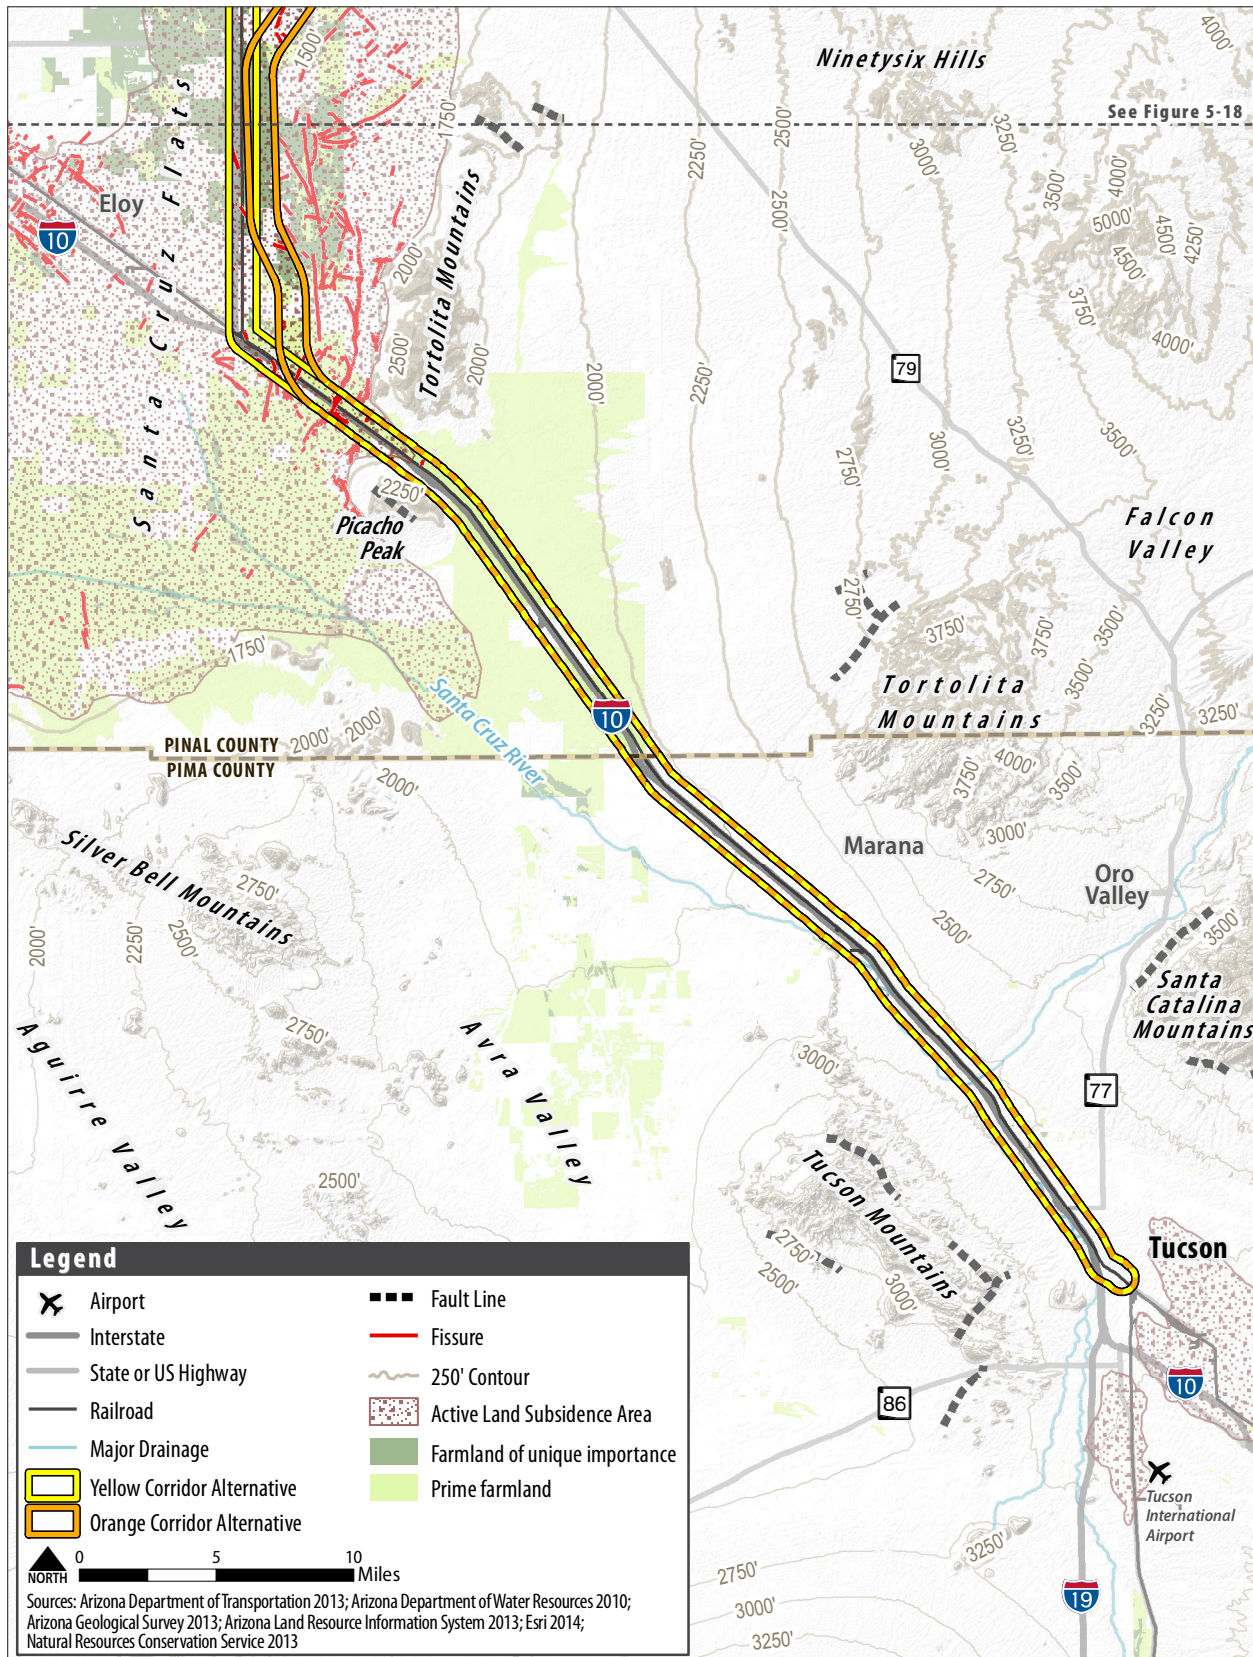 Ninetysix Hills
4000'
4000'
1500'
See Figure 5-18
1750'
2500'
3250'
3000'
2250'
2250'
2500'
2500'
3500'
4000'
5000'
4500'
4500'
4250'
Santa Cruz Flats
Eloy
10
Tortolita Mountains
2000'
2500'
2000'
2000'
2250'
3750'
3750'
4000'
79
3250'
3000'
3500'
2750'
2250'
Picacho Peak
Falcon
Valley
2750'
3750'
3750'
3500'
3500'
Tortolita
Mountains
3250'
3250'
1750'
Santa Cruz River
10
2000'
2000'
PINAL COUNTY
PIMA COUNTY
2000'
4000'
3750'
3500'
3000'
Marana
Oro
Valley
2750'
2500'
Silver Bell Mountains
2750'
2000'
2250'
2500'
2750'
3500'
Santa
Catalina
Mountains
Aguirre Valley
Avra Valley
3000'
77
2500'
Tucson Mountains
2750'
2500'
3000'
Tucson
10
86
Tucson
International
Airport
3250'
2750'
3000'
3250'
19
Legend
Airport
Interstate
State or US Highway
Railroad
Major Drainage
Yellow Corridor Alternative
Orange Corridor Alternative
Fault Line
Fissure
250' Contour
Active Land Subsidence Area
Farmland of unique importance
Prime farmland
NORTH
0 5 10
Miles
Sources: Arizona Department of Transportation 2013; Arizona Department of Water Resources 2010;
Arizona Geological Survey 2013; Arizona Land Resource Information System 2013; Esri 2014;
Natural Resources Conservation Service 2013